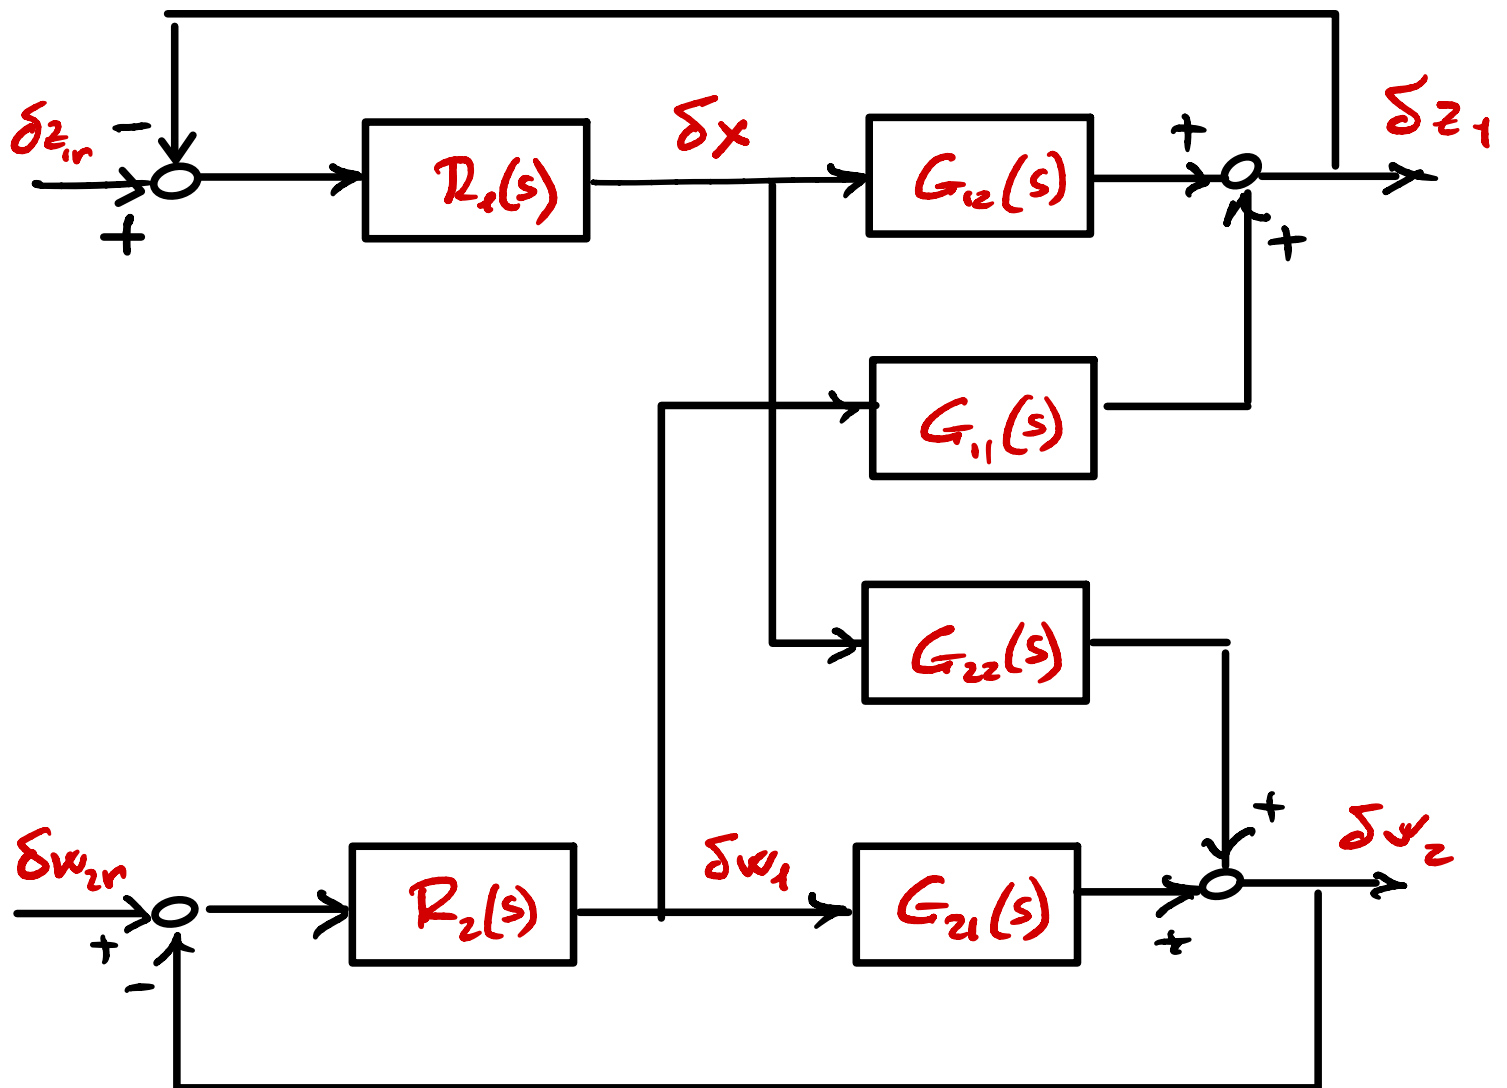 δz₁r
−
+
R₁(s)
δx
G₁₂(s)
+
+
δz₁
G₁₁(s)
G₂₂(s)
δw₂r
+
−
R₂(s)
δw₁
G₂₁(s)
+
+
δw₂